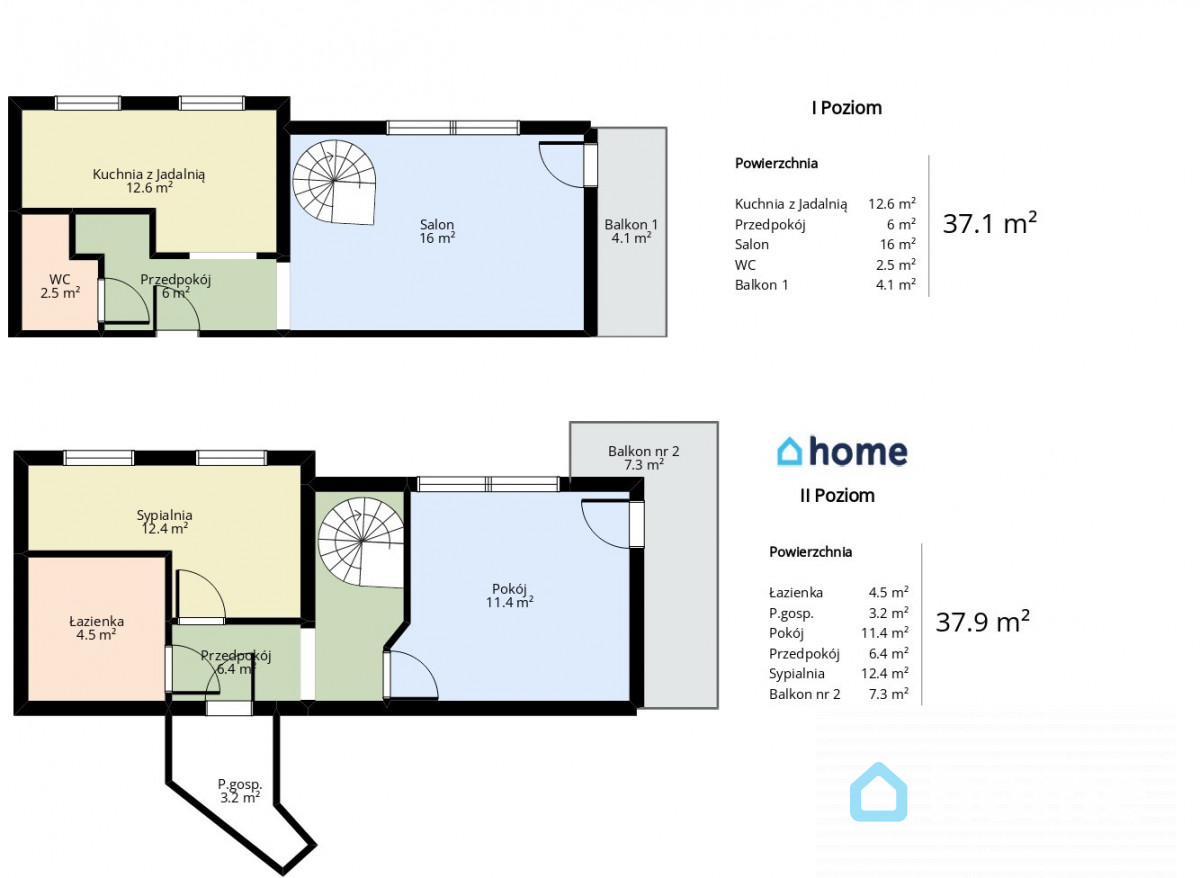 I Poziom
Kuchnia z Jadalnią
12.6 m²
WC
2.5 m²
Przedpokój
6 m²
Salon
16 m²
Balkon 1
4.1 m²
Powierzchnia
Kuchnia z Jadalnią 12.6 m²
Przedpokój 6 m²
Salon 16 m²
WC 2.5 m²
Balkon 1 4.1 m²
37.1 m²
home
II Poziom
Balkon nr 2
7.3 m²
Sypialnia
12.4 m²
Łazienka
4.5 m²
Przedpokój
6.4 m²
Pokój
11.4 m²
P.gosp.
3.2 m²
Powierzchnia
Łazienka 4.5 m²
P.gosp. 3.2 m²
Pokój 11.4 m²
Przedpokój 6.4 m²
Sypialnia 12.4 m²
Balkon nr 2 7.3 m²
37.9 m²